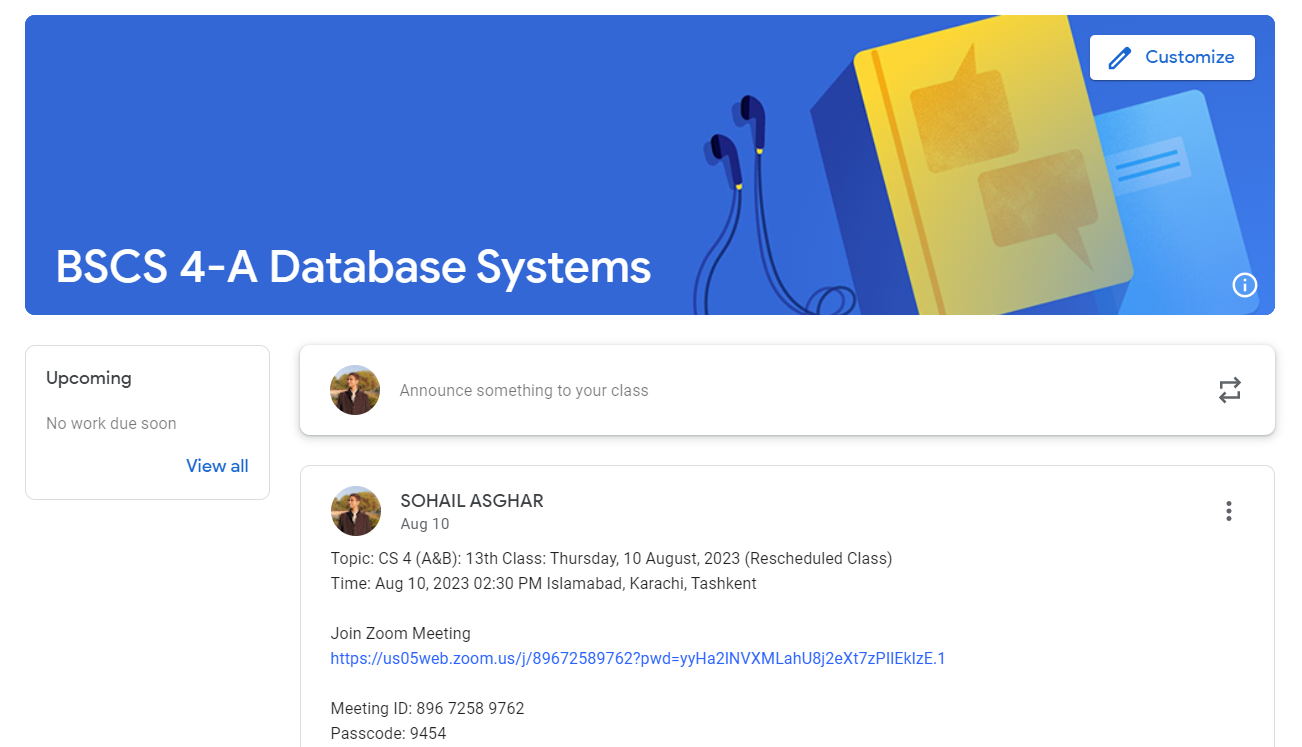 Customize
BSCS 4-A Database Systems
Upcoming
No work due soon
View all
Announce something to your class
SOHAIL ASGHAR
Aug 10
Topic: CS 4 (A&B): 13th Class: Thursday, 10 August, 2023 (Rescheduled Class)
Time: Aug 10, 2023 02:30 PM Islamabad, Karachi, Tashkent
Join Zoom Meeting
https://us05web.zoom.us/j/89672589762?pwd=yyHa2INVXMLahU8j2eXt7zPIIEkIzE.1
Meeting ID: 896 7258 9762
Passcode: 9454